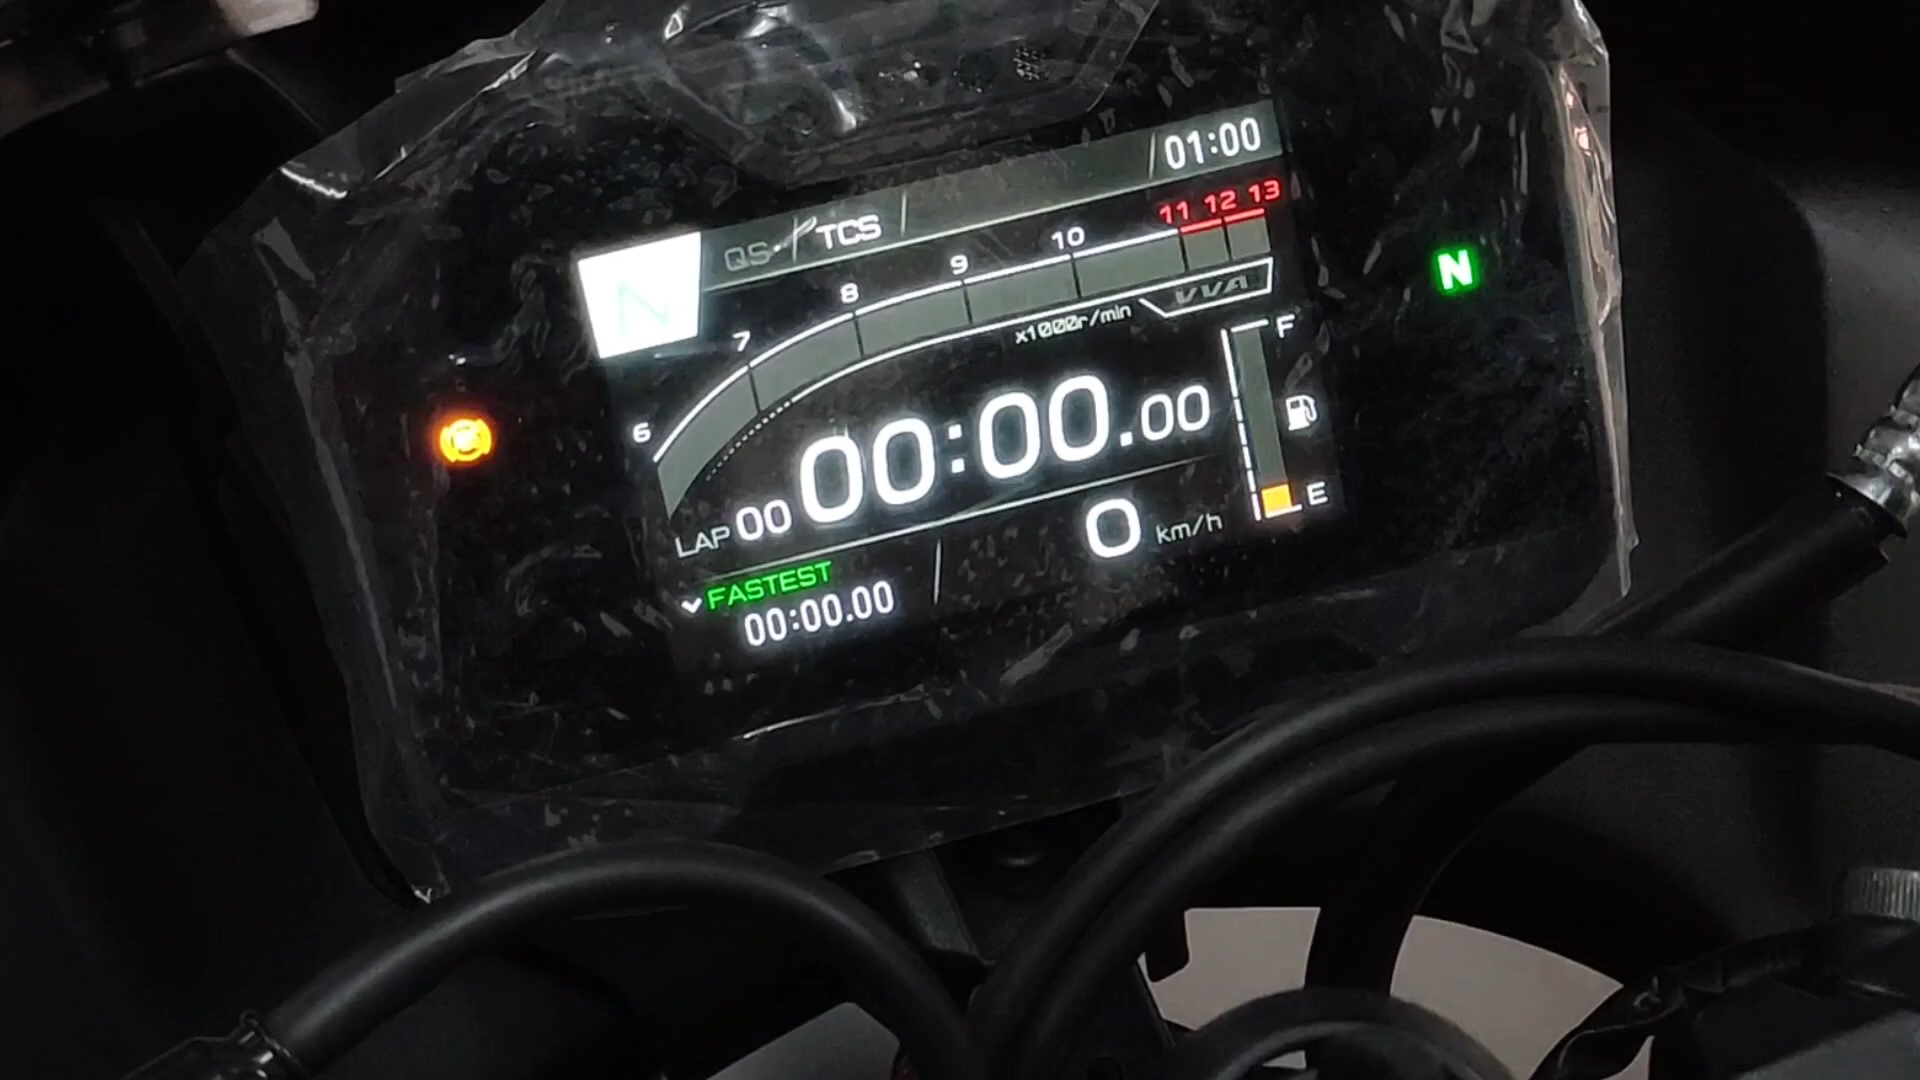 01:00
N QS TCS
6 7 8 9 10 11 12 13
VVA
x1000r/min
N
F
LAP 00 00:00.00
E
0 km/h
FASTEST
00:00.00